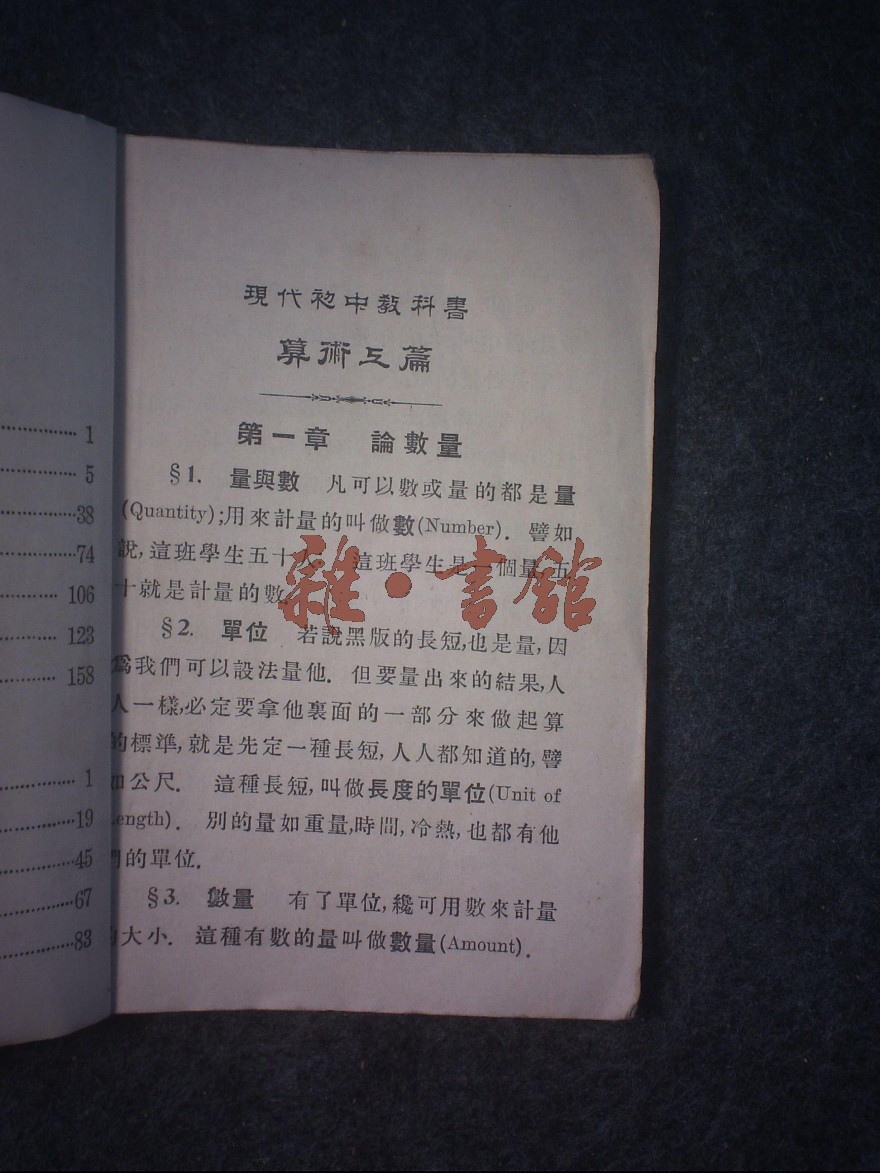 1
5
38
74
106
123
158
1
19
45
67
83
現代初中教科書
算術上篇
第一章 論數量
§1. 量與數 凡可以數或量的都是量
(Quantity);用來計量的叫做數(Number). 譬如
說,這班學生五十人. 這班學生是一個量,五
十就是計量的數.
§2. 單位 若說黑版的長短,也是量,因
爲我們可以設法量他. 但要量出來的結果,人
人一樣,必定要拿他裏面的一部分來做起算
的標準,就是先定一種長短,人人都知道的,譬
如公尺. 這種長短,叫做長度的單位(Unit of
Length). 別的量如重量,時間,冷熱,也都有他
們的單位.
§3. 數量 有了單位,纔可用數來計量
的大小. 這種有數的量叫做數量(Amount).
雜·書館